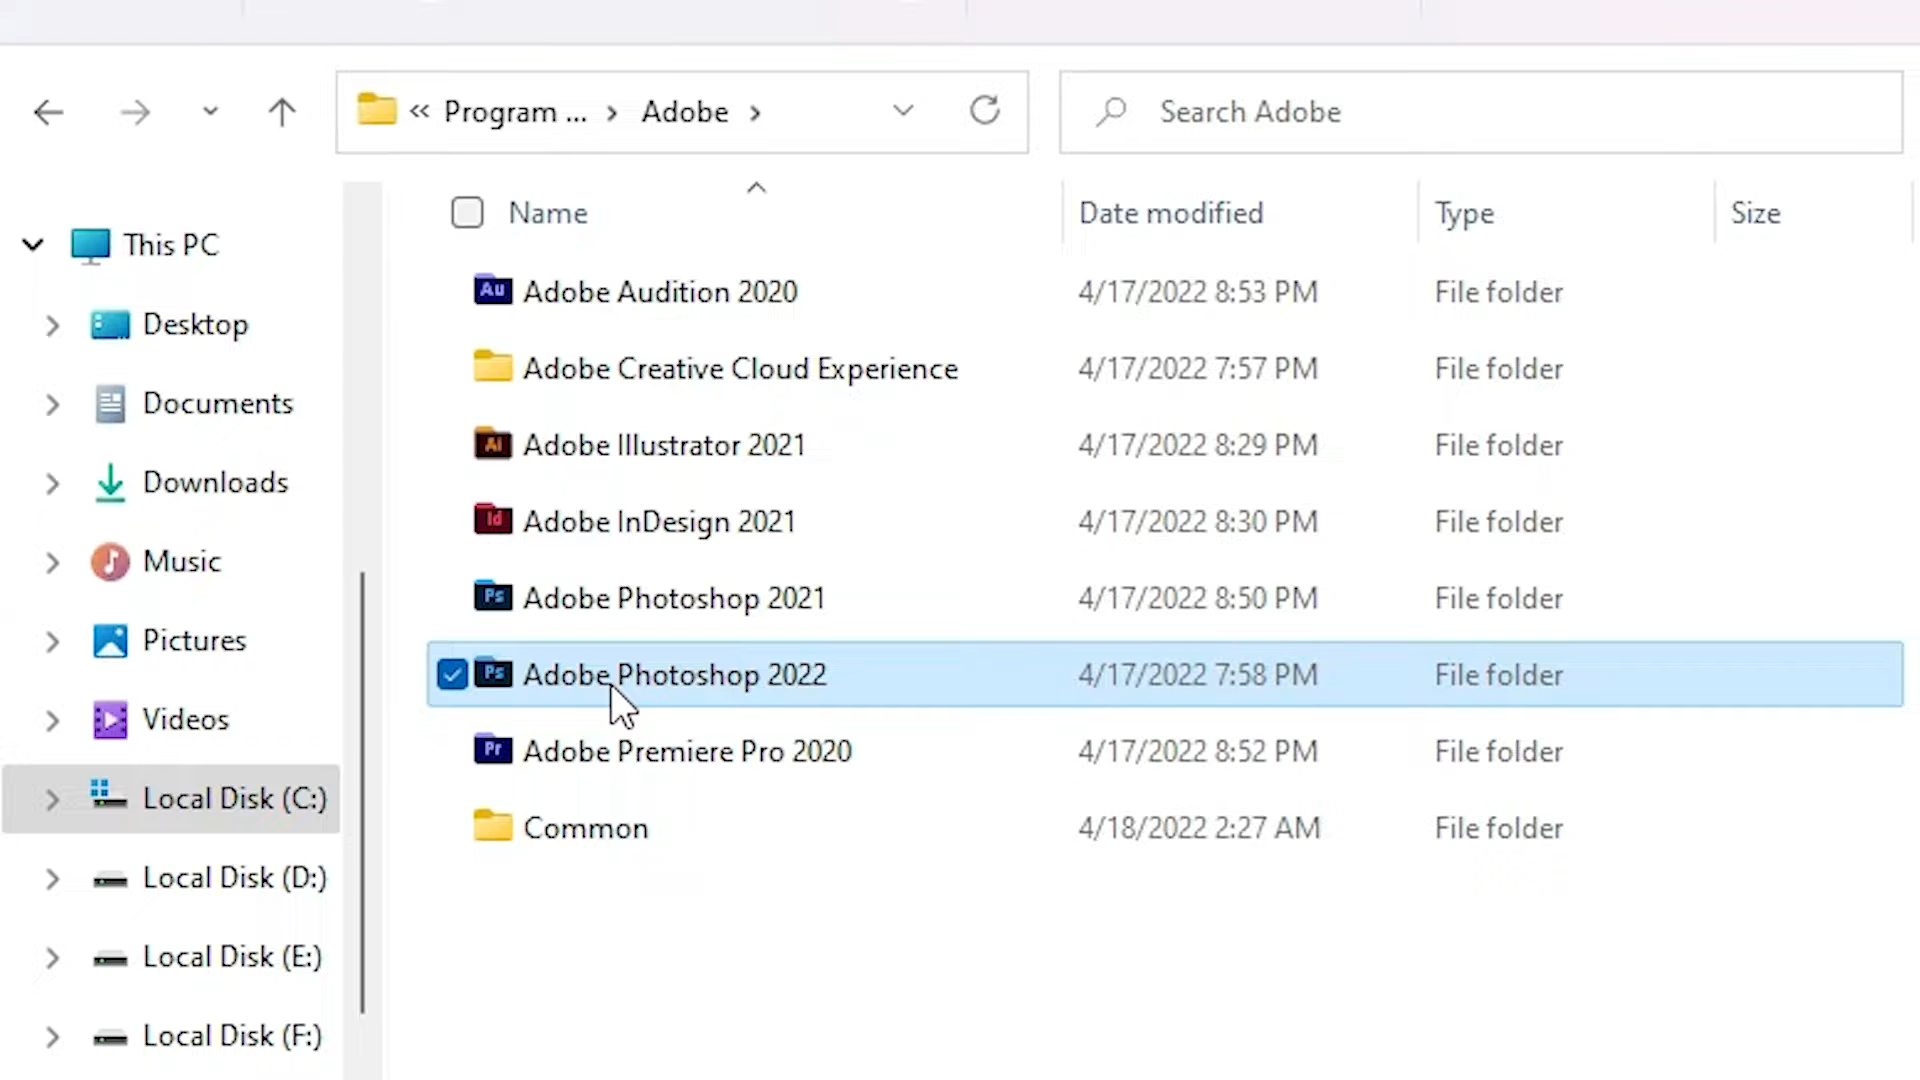 « Program ... > Adobe >
Search Adobe
Name Date modified Type Size
This PC
Desktop
Documents
Downloads
Music
Pictures
Videos
Local Disk (C:)
Local Disk (D:)
Local Disk (E:)
Local Disk (F:)
Au Adobe Audition 2020 4/17/2022 8:53 PM File folder
Adobe Creative Cloud Experience 4/17/2022 7:57 PM File folder
Ai Adobe Illustrator 2021 4/17/2022 8:29 PM File folder
Id Adobe InDesign 2021 4/17/2022 8:30 PM File folder
Ps Adobe Photoshop 2021 4/17/2022 8:50 PM File folder
Ps Adobe Photoshop 2022 4/17/2022 7:58 PM File folder
Pr Adobe Premiere Pro 2020 4/17/2022 8:52 PM File folder
Common 4/18/2022 2:27 AM File folder